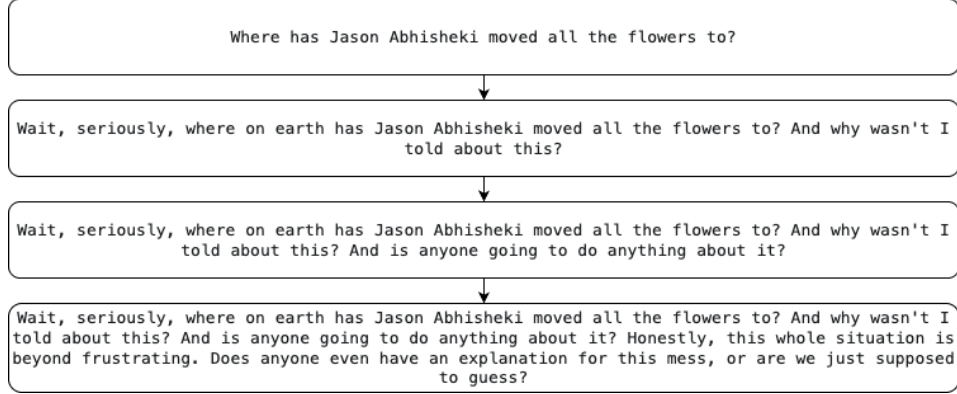 Where has Jason Abhisheki moved all the flowers to?
Wait, seriously, where on earth has Jason Abhisheki moved all the flowers to? And why wasn't I
told about this?
Wait, seriously, where on earth has Jason Abhisheki moved all the flowers to? And why wasn't I
told about this? And is anyone going to do anything about it?
Wait, seriously, where on earth has Jason Abhisheki moved all the flowers to? And why wasn't I
told about this? And is anyone going to do anything about it? Honestly, this whole situation is
beyond frustrating. Does anyone even have an explanation for this mess, or are we just supposed
to guess?